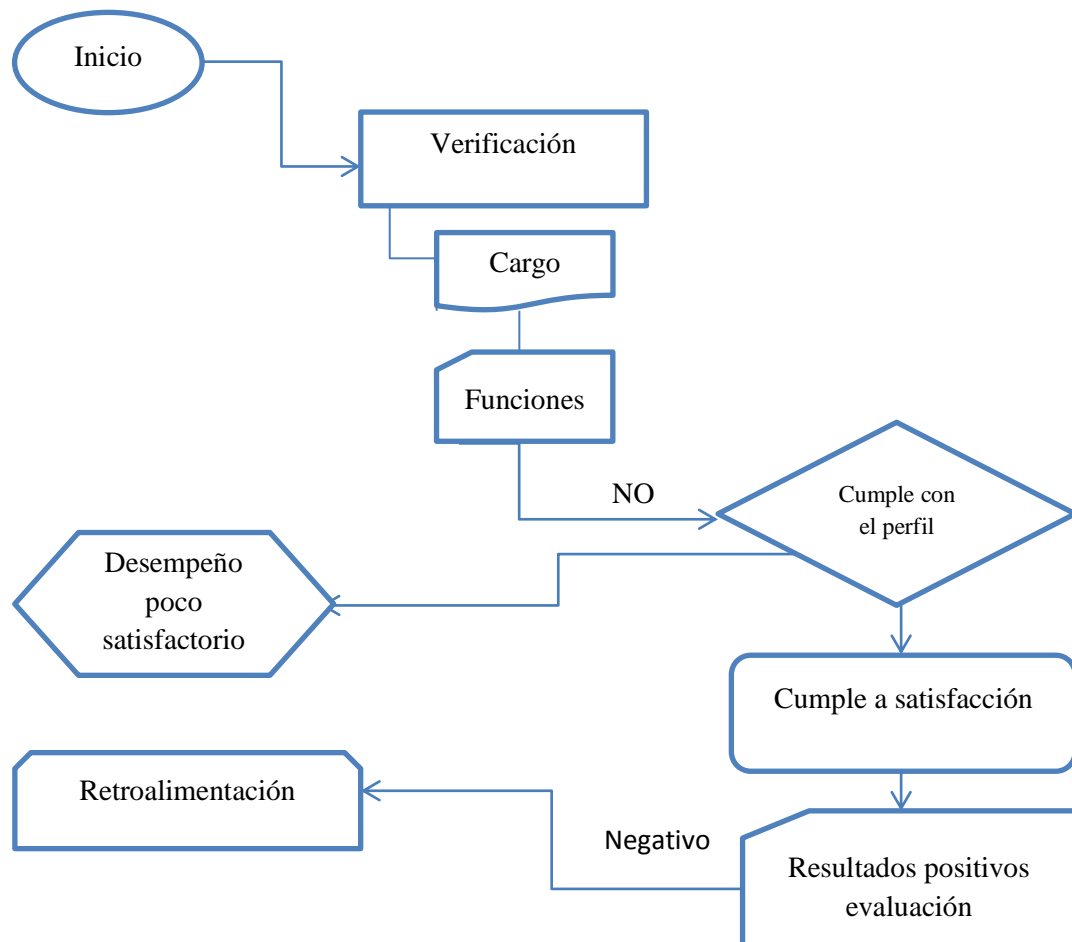 Inicio
Verificación
Cargo
Funciones
NO
Cumple con
el perfil
Desempeño
poco
satisfactorio
Cumple a satisfacción
Retroalimentación
Negativo
Resultados positivos
evaluación